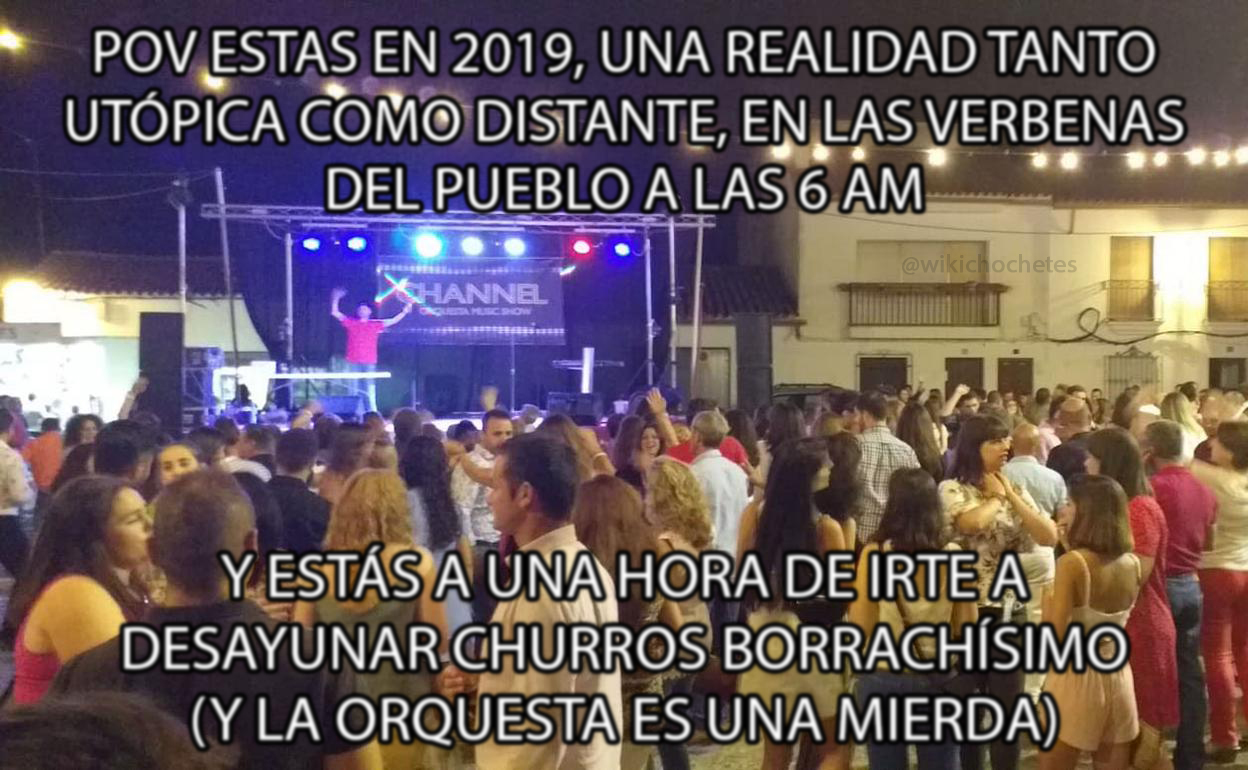 POV ESTAS EN 2019, UNA REALIDAD TANTO
UTÓPICA COMO DISTANTE, EN LAS VERBENAS
DEL PUEBLO A LAS 6 AM
@wikichochetes
CHANNEL
ORQUESTA MUSIC SHOW
Y ESTÁS A UNA HORA DE IRTE A
DESAYUNAR CHURROS BORRACHÍSIMO
(Y LA ORQUESTA ES UNA MIERDA)